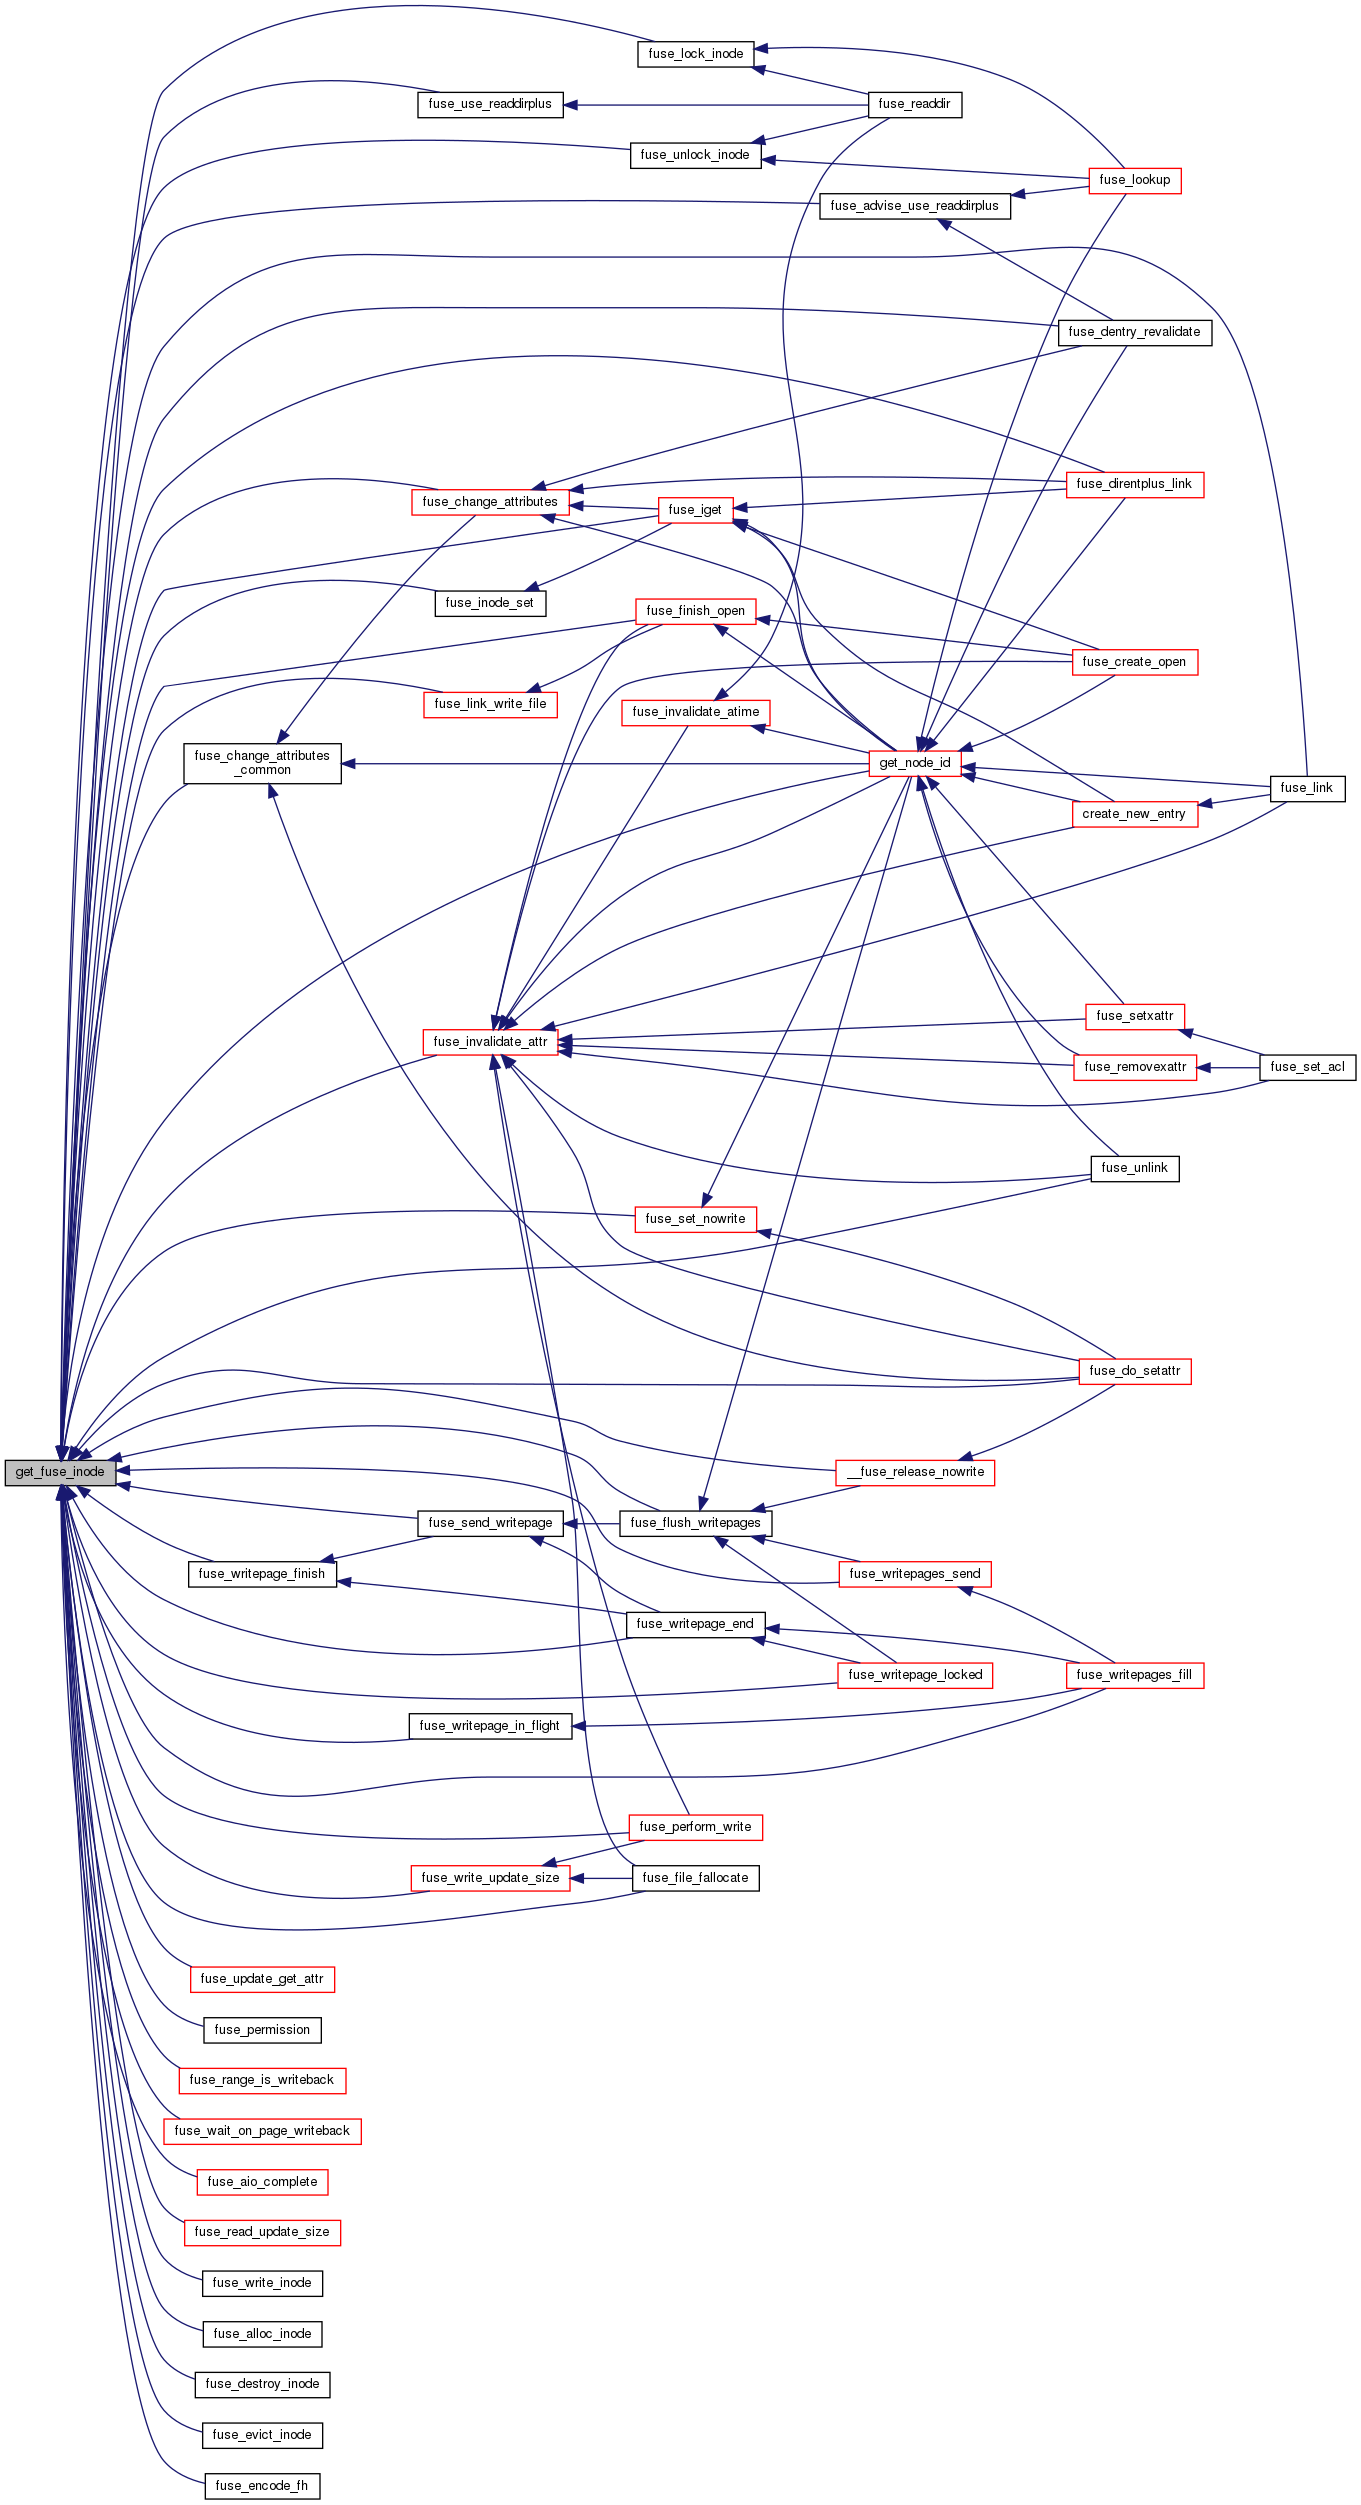 fuse_lock_inode
fuse_use_readdirplus
fuse_readdir
fuse_unlock_inode
fuse_lookup
fuse_advise_use_readdirplus
fuse_dentry_revalidate
fuse_direntplus_link
fuse_change_attributes
fuse_iget
fuse_inode_set
fuse_finish_open
fuse_create_open
fuse_link_write_file
fuse_invalidate_atime
fuse_change_attributes
_common
get_node_id
fuse_link
create_new_entry
fuse_setxattr
fuse_invalidate_attr
fuse_removexattr
fuse_set_acl
fuse_unlink
fuse_set_nowrite
fuse_do_setattr
get_fuse_inode
__fuse_release_nowrite
fuse_send_writepage
fuse_flush_writepages
fuse_writepage_finish
fuse_writepages_send
fuse_writepage_end
fuse_writepage_locked
fuse_writepages_fill
fuse_writepage_in_flight
fuse_perform_write
fuse_write_update_size
fuse_file_fallocate
fuse_update_get_attr
fuse_permission
fuse_range_is_writeback
fuse_wait_on_page_writeback
fuse_aio_complete
fuse_read_update_size
fuse_write_inode
fuse_alloc_inode
fuse_destroy_inode
fuse_evict_inode
fuse_encode_fh